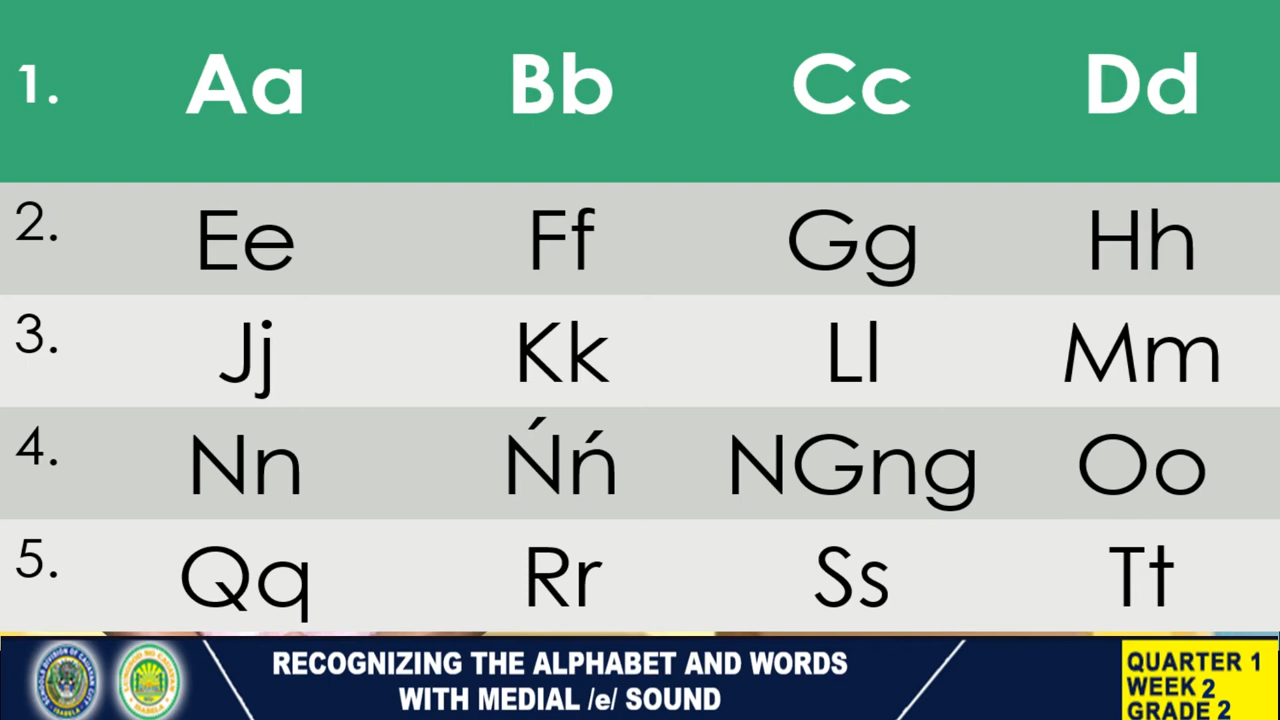 1. Aa Bb Cc Dd
2. Ee Ff Gg Hh
3. Jj Kk Ll Mm
4. Nn Ńń NGng Oo
5. Qq Rr Ss Tt
RECOGNIZING THE ALPHABET AND WORDS
WITH MEDIAL /e/ SOUND
QUARTER 1
WEEK 2
GRADE 2